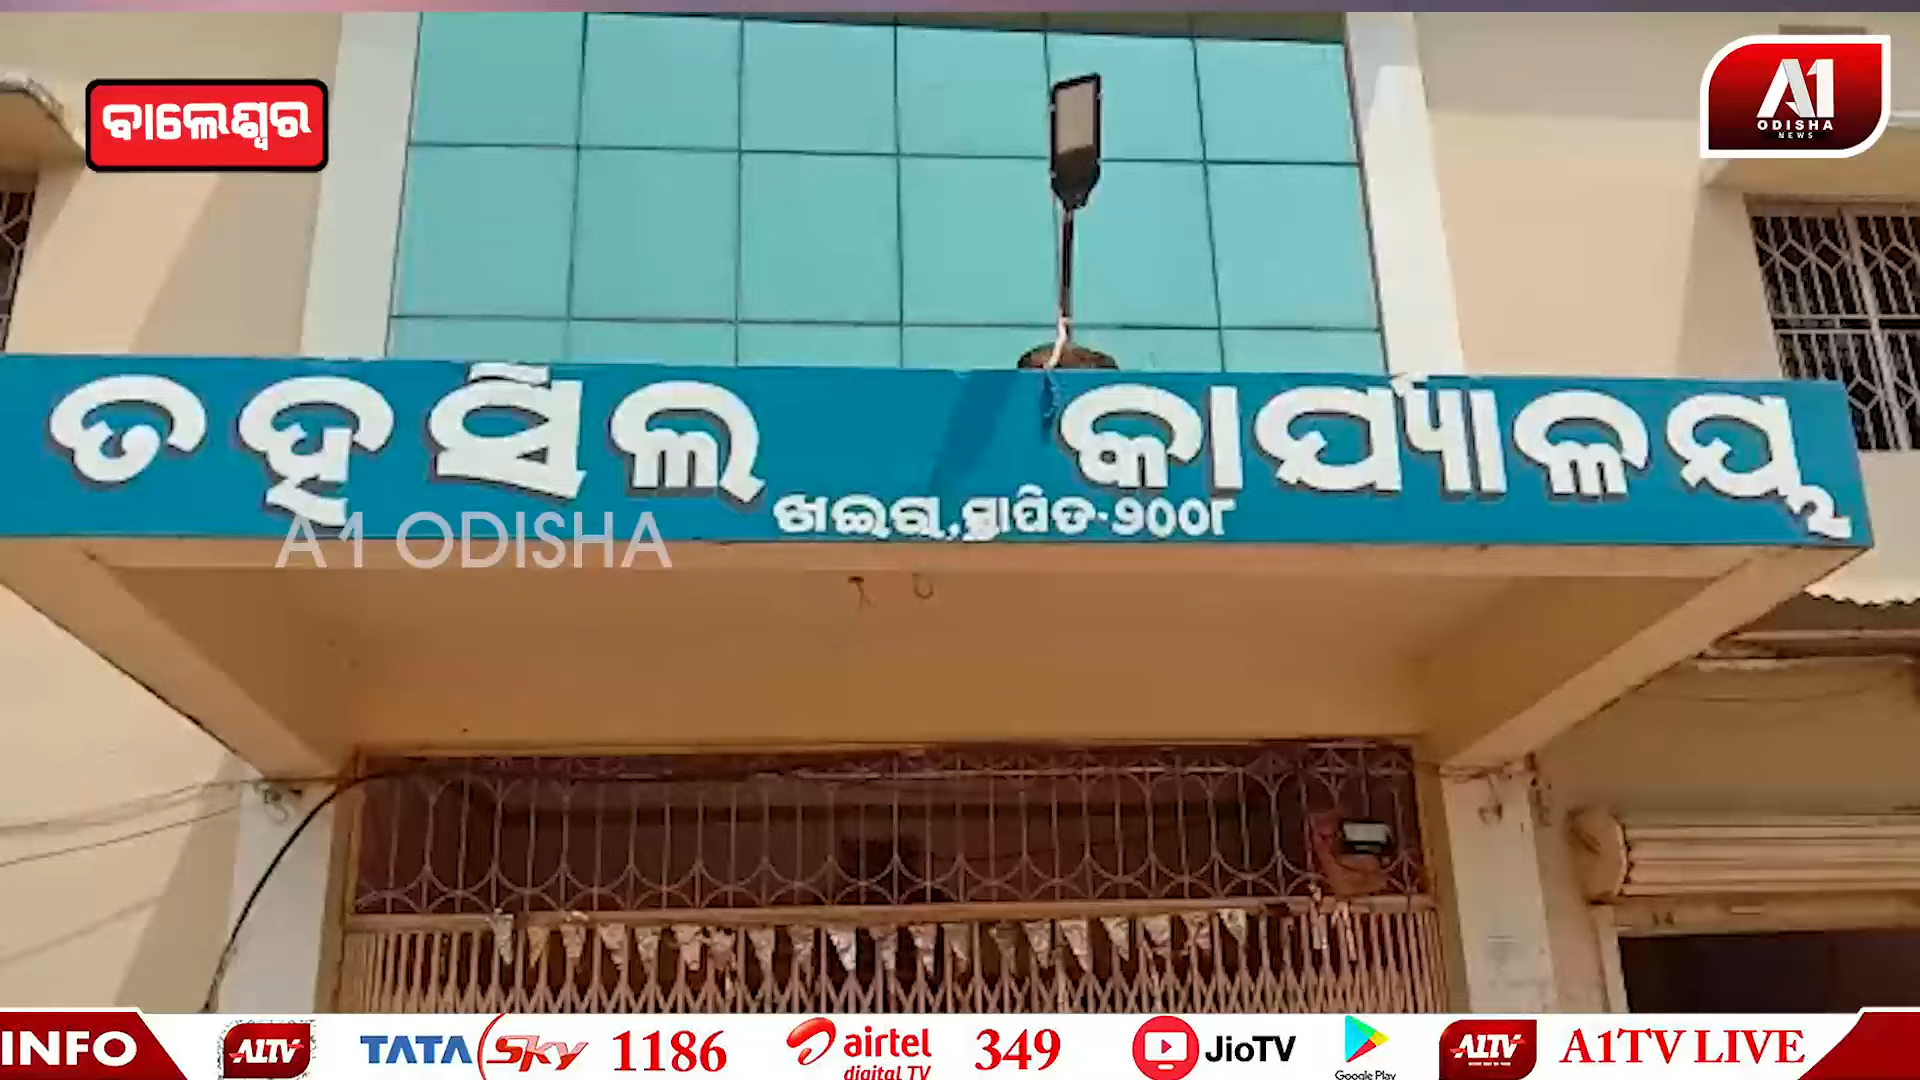 ବାଲେଶ୍ୱର
A1
ODISHA
NEWS
ତହସିଲ କାର୍ଯ୍ୟାଳୟ
ଖଇରା,ସ୍ଥାପିତ-୨୦୦୮
A1 ODISHA
INFO A1TV TATA Sky 1186 airtel digital TV 349 JioTV Google Play A1TV A1TV LIVE